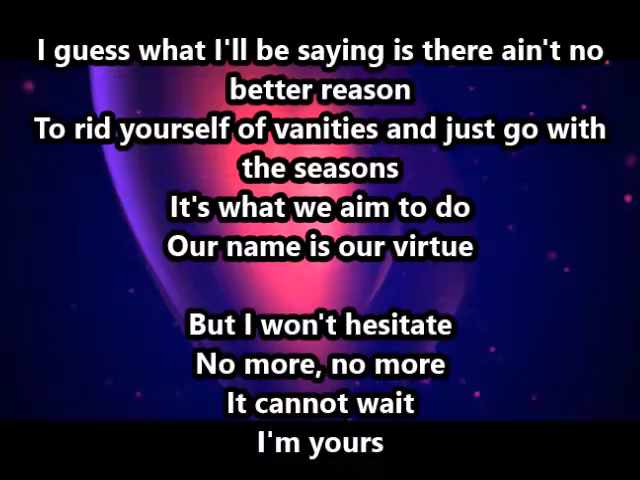 I guess what I'll be saying is there ain't no
better reason
To rid yourself of vanities and just go with
the seasons
It's what we aim to do
Our name is our virtue
But I won't hesitate
No more, no more
It cannot wait
I'm yours